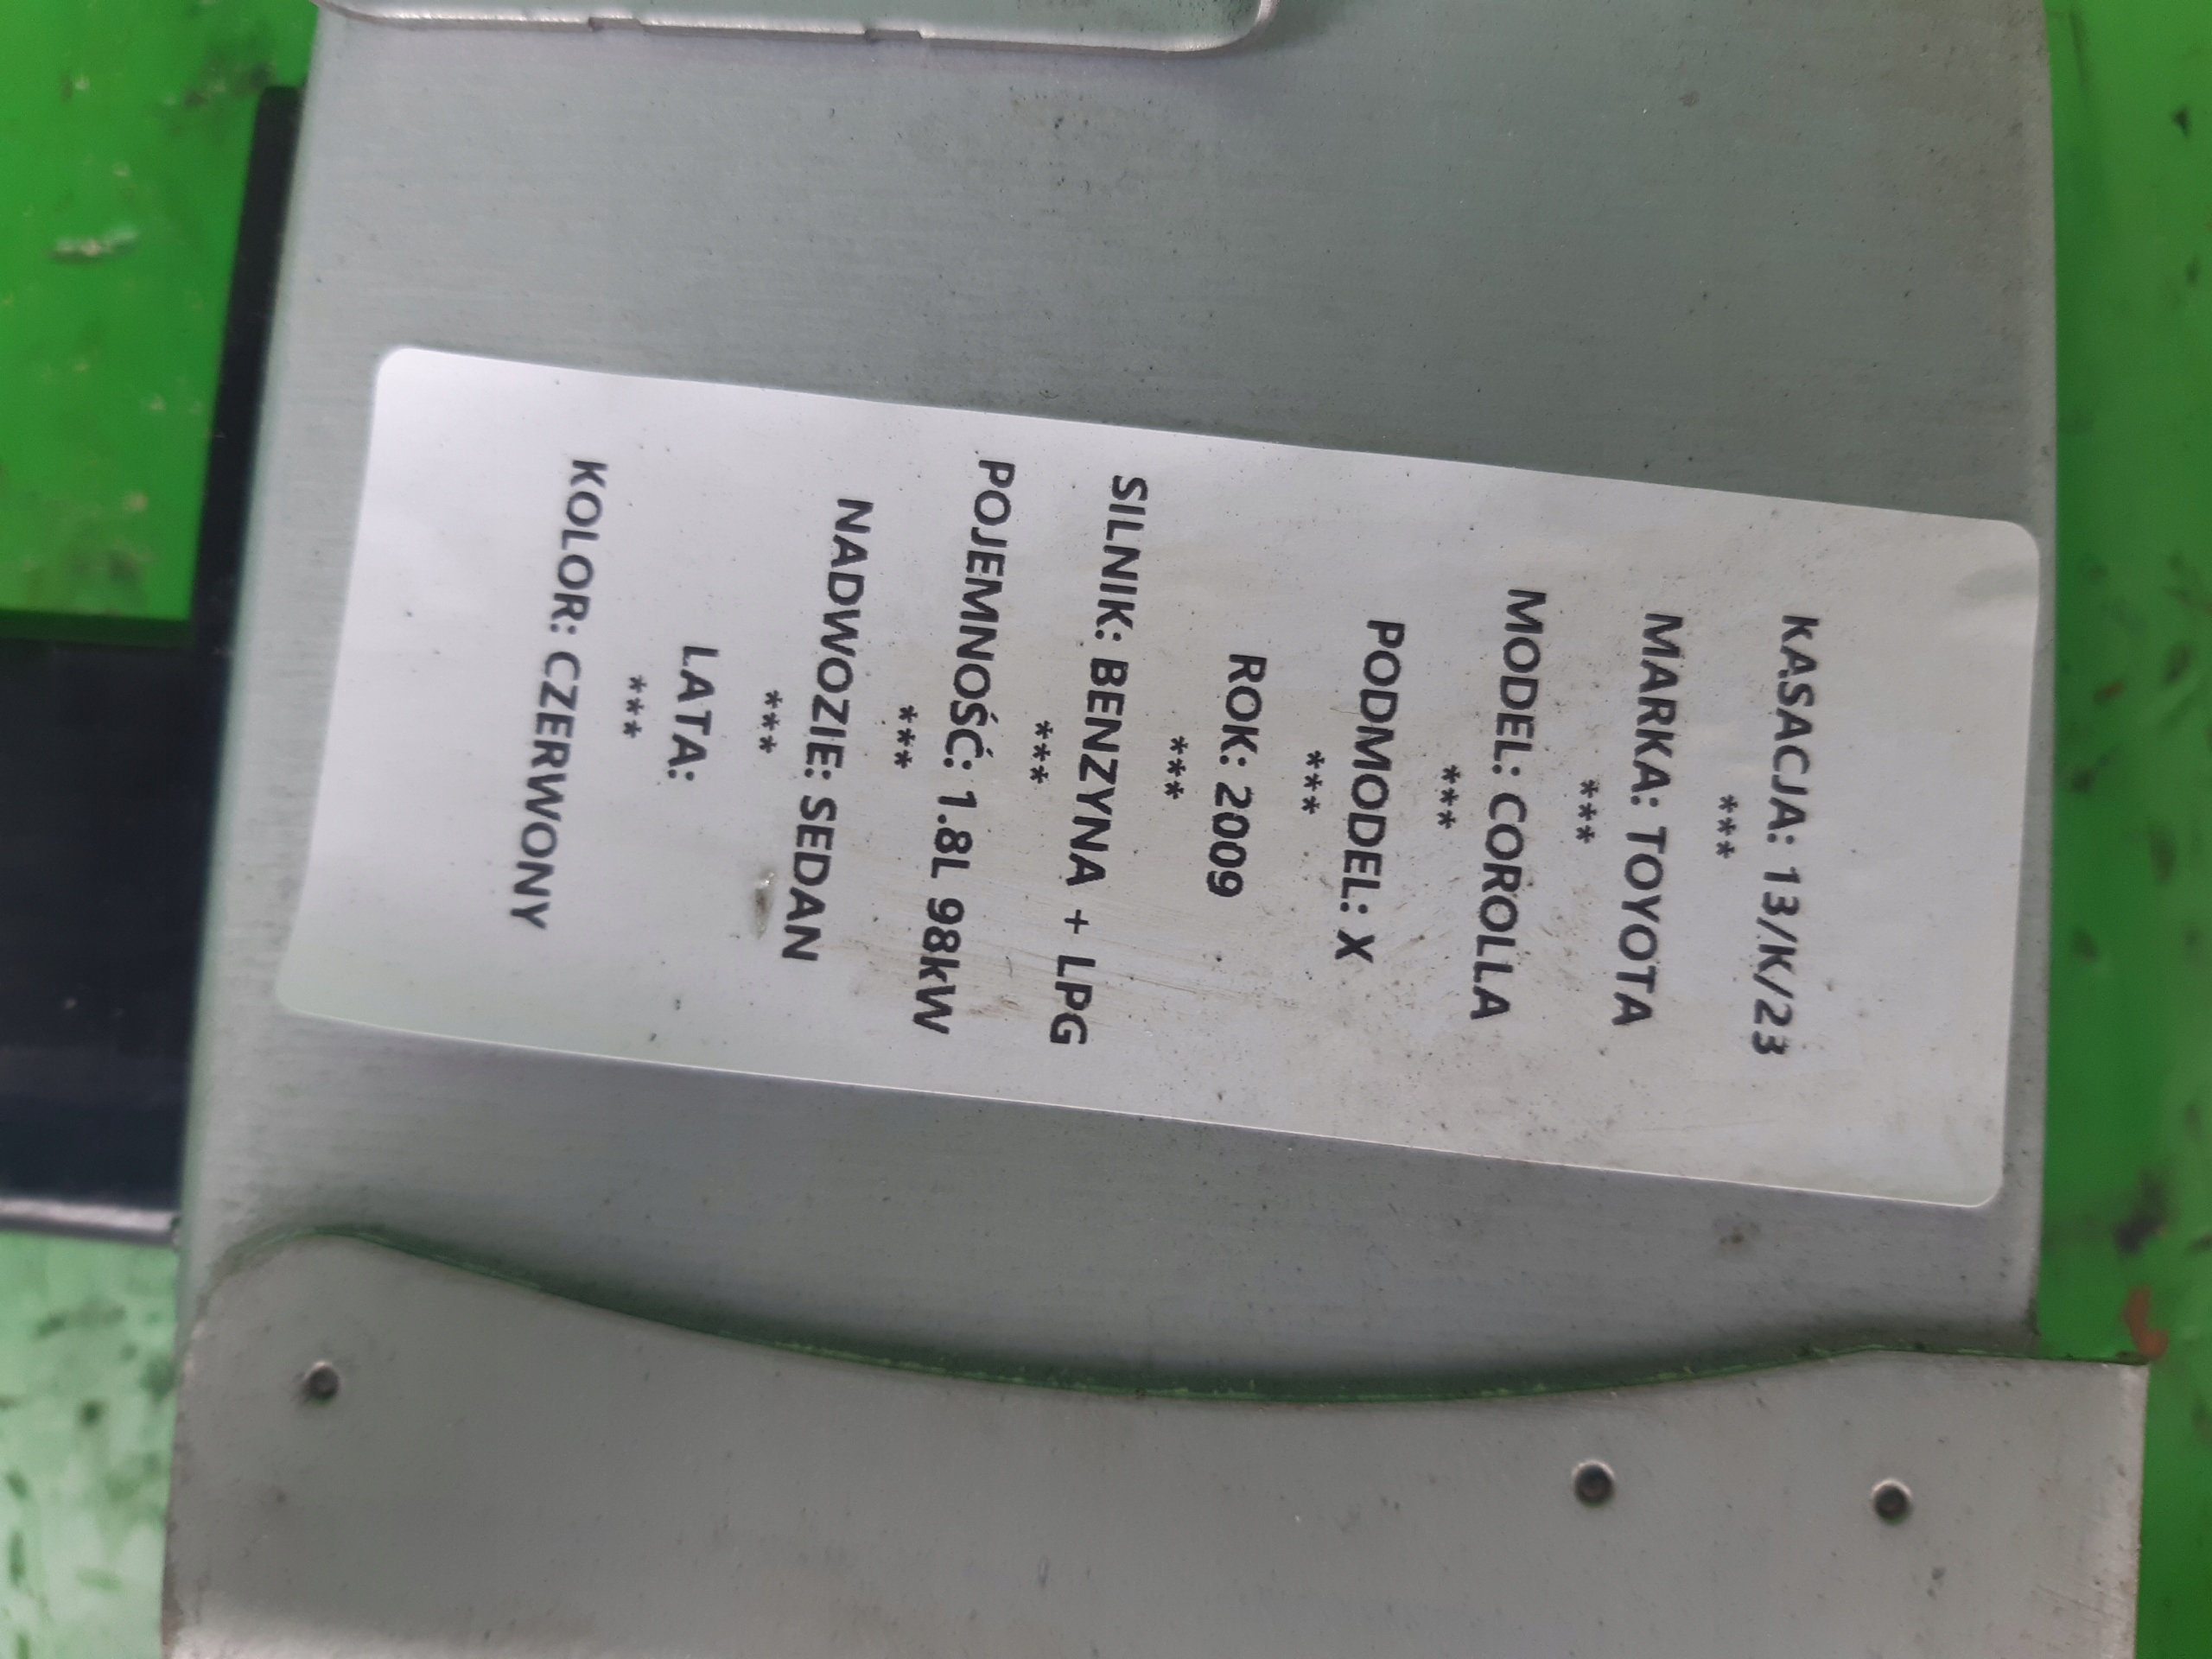 KASACJA: 13/K/23
***
MARKA: TOYOTA
***
MODEL: COROLLA
***
PODMODEL: X
***
ROK: 2009
***
SILNIK: BENZYNA + LPG
***
POJEMNOŚĆ: 1.8L 98kW
***
NADWOZIE: SEDAN
***
LATA:
***
KOLOR: CZERWONY